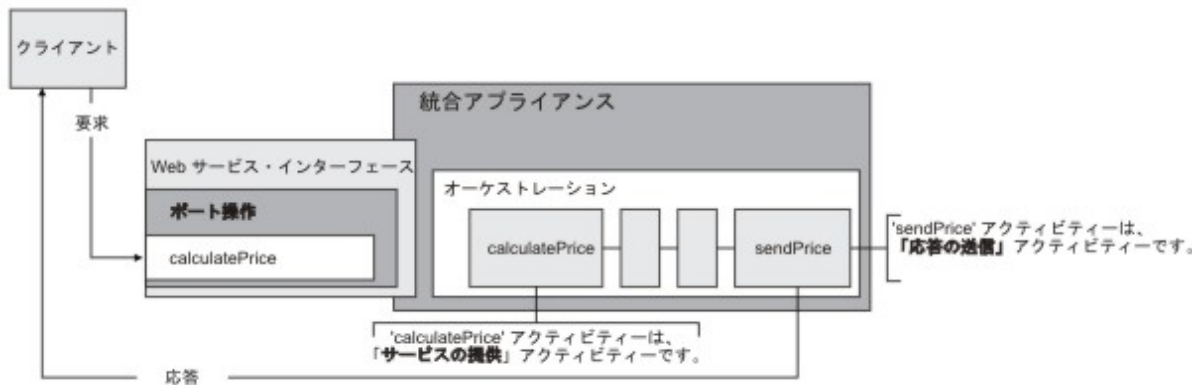 クライアント
要求
統合アプライアンス
Web サービス・インターフェース
ポート操作
calculatePrice
オーケストレーション
calculatePrice
sendPrice
'sendPrice' アクティビティーは、
「応答の送信」アクティビティーです。
'calculatePrice' アクティビティーは、
「サービスの提供」アクティビティーです。
応答